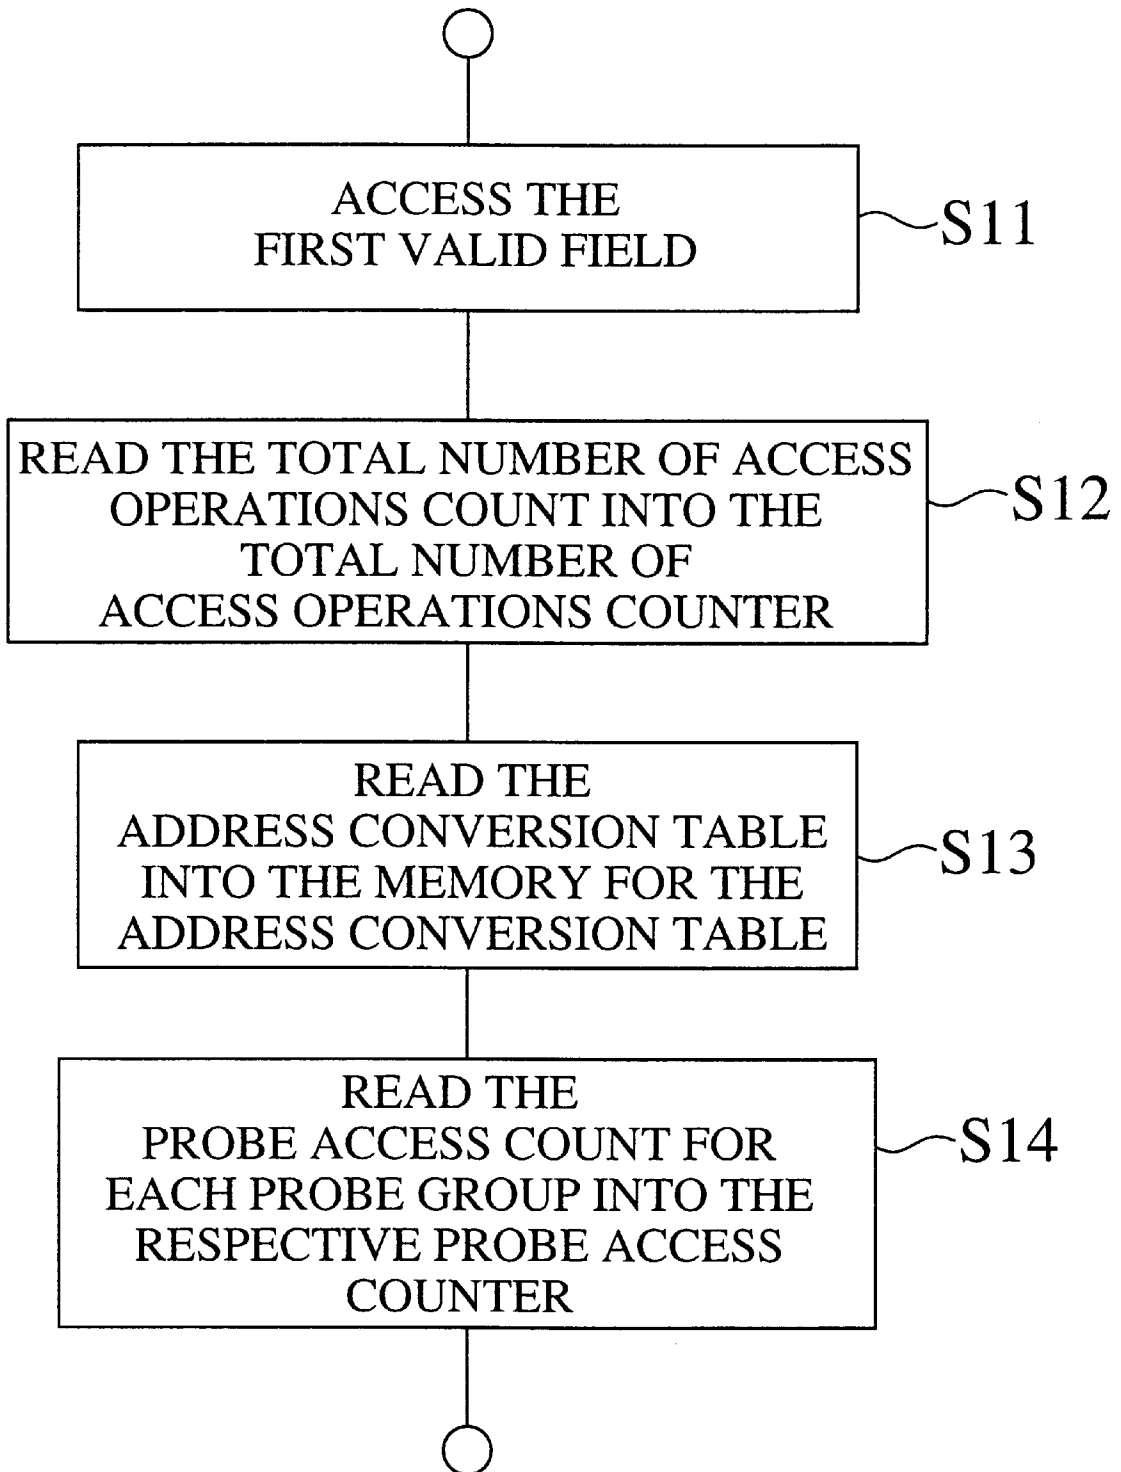 ACCESS THE
FIRST VALID FIELD
S11
READ THE TOTAL NUMBER OF ACCESS
OPERATIONS COUNT INTO THE
TOTAL NUMBER OF
ACCESS OPERATIONS COUNTER
S12
READ THE
ADDRESS CONVERSION TABLE
INTO THE MEMORY FOR THE
ADDRESS CONVERSION TABLE
S13
READ THE
PROBE ACCESS COUNT FOR
EACH PROBE GROUP INTO THE
RESPECTIVE PROBE ACCESS
COUNTER
S14